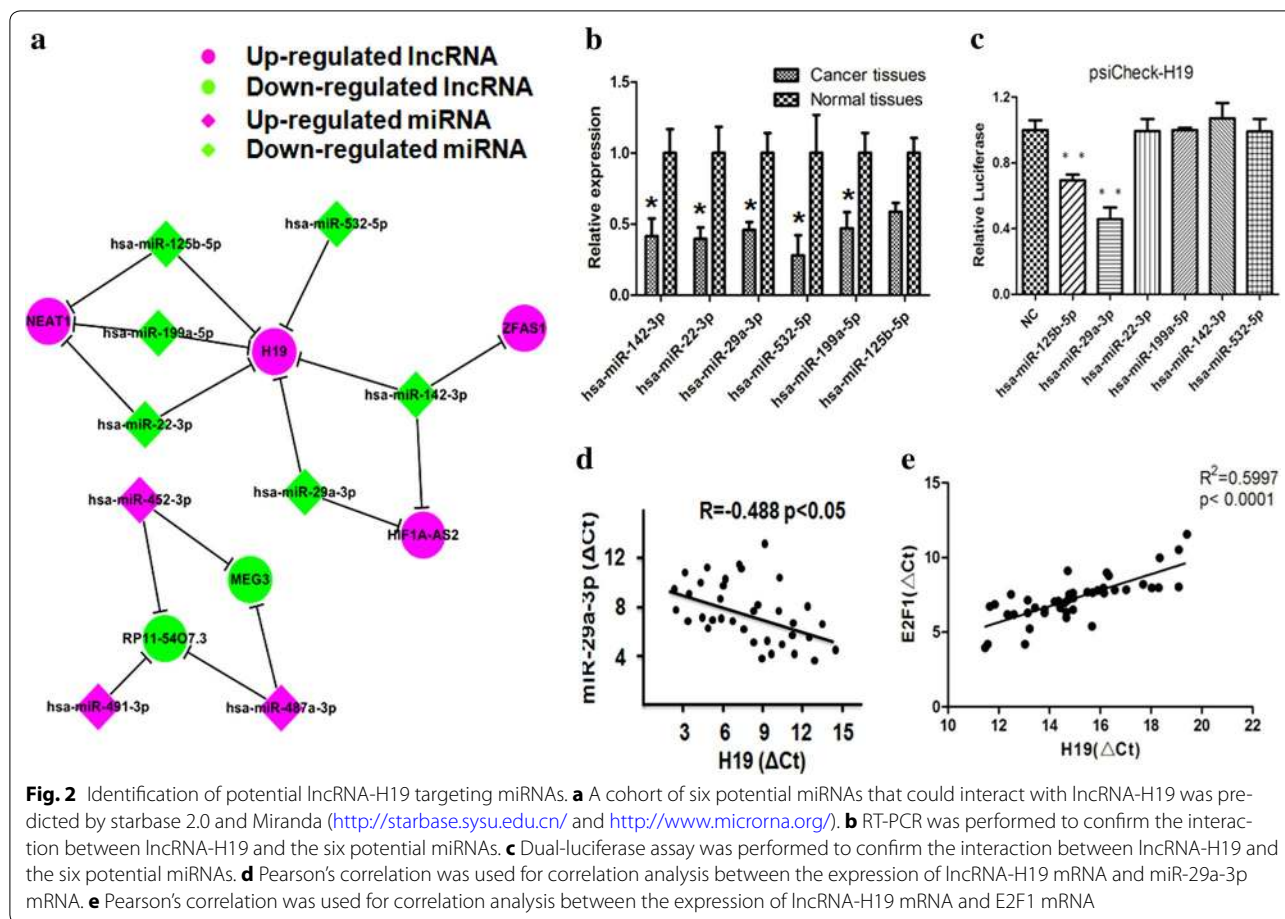 a
Up-regulated lncRNA
Down-regulated lncRNA
Up-regulated miRNA
Down-regulated miRNA
hsa-miR-532-5p
hsa-miR-125b-5p
NEAT1
hsa-miR-199a-5p
H19
ZFAS1
hsa-miR-142-3p
hsa-miR-22-3p
hsa-miR-29a-3p
HIF1A-AS2
hsa-miR-452-3p
MEG3
RP11-54O7.3
hsa-miR-491-3p
hsa-miR-487a-3p
b
Cancer tissues
Normal tissues
Relative expression
1.5
1.0
0.5
0.0
* * * * *
hsa-miR-142-3p
hsa-miR-22-3p
hsa-miR-29a-3p
hsa-miR-532-5p
hsa-miR-199a-5p
hsa-miR-125b-5p
c
psiCheck-H19
Relative Luciferase
1.2
0.8
0.4
0.0
* *
* *
NC
hsa-miR-125b-5p
hsa-miR-29a-3p
hsa-miR-22-3p
hsa-miR-199a-5p
hsa-miR-142-3p
hsa-miR-532-5p
d
R=-0.488 p<0.05
miR-29a-3p (ΔCt)
12
8
4
3 6 9 12 15
H19 (ΔCt)
e
R²=0.5997
p< 0.0001
E2F1(△Ct)
15
10
5
0
10 12 14 16 18 20 22
H19(△Ct)
Fig. 2 Identification of potential lncRNA-H19 targeting miRNAs. a A cohort of six potential miRNAs that could interact with lncRNA-H19 was pre-
dicted by starbase 2.0 and Miranda (http://starbase.sysu.edu.cn/ and http://www.microrna.org/). b RT-PCR was performed to confirm the interac-
tion between lncRNA-H19 and the six potential miRNAs. c Dual-luciferase assay was performed to confirm the interaction between lncRNA-H19 and
the six potential miRNAs. d Pearson's correlation was used for correlation analysis between the expression of lncRNA-H19 mRNA and miR-29a-3p
mRNA. e Pearson's correlation was used for correlation analysis between the expression of lncRNA-H19 mRNA and E2F1 mRNA